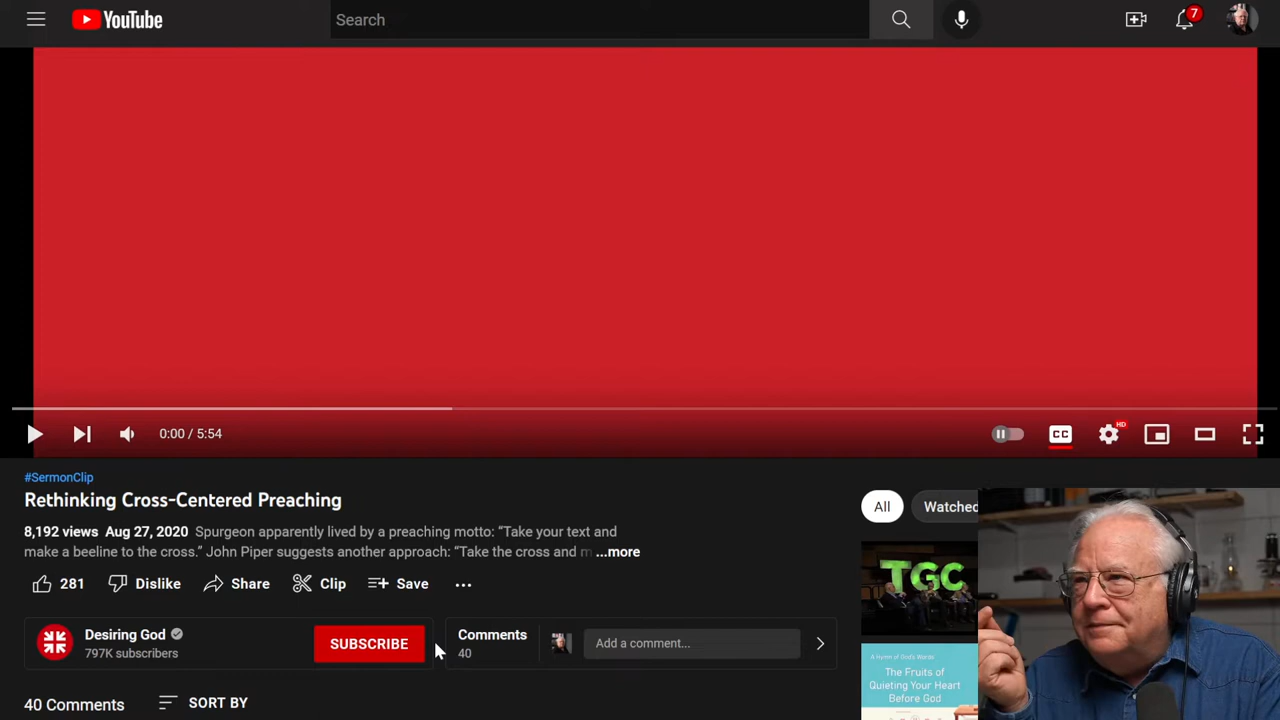 YouTube
Search
7
0:00 / 5:54
CC
HD
#SermonClip
Rethinking Cross-Centered Preaching
8,192 views Aug 27, 2020 Spurgeon apparently lived by a preaching motto: “Take your text and
make a beeline to the cross.” John Piper suggests another approach: “Take the cross and m ...more
281 Dislike Share Clip Save
Desiring God
797K subscribers
SUBSCRIBE
Comments
40
Add a comment...
40 Comments SORT BY
All Watched
TGC
A Hymn of God's Words
The Fruits of
Quieting Your Heart
Before God